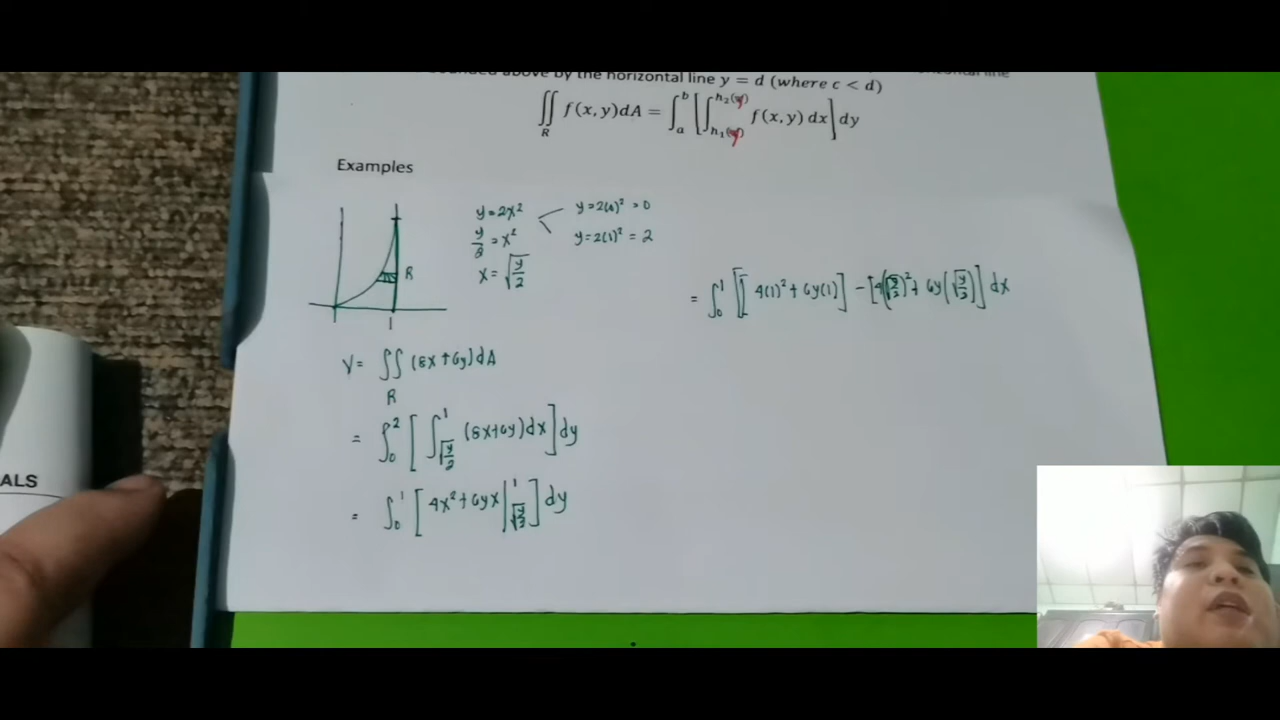 bounded above by the horizontal line y = d (where c < d)
∬_R f(x, y)dA = ∫_a^b [∫_{h₁(y)}^{h₂(y)} f(x, y) dx] dy
Examples
y=2x²
y=2(0)²=0
y/2=x²
y=2(1)²=2
x=√(y/2)
R
1
V= ∬_R (8x+6y)dA
= ∫_0^2 [∫_{√(y/2)}^1 (8x+6y)dx]dy
= ∫_0^1 [4x²+6yx|_{√(y/2)}^1]dy
= ∫_0^1 [[4(1)²+6y(1)] − [4(√(y/2))²+6y(√(y/2))]]dx
ALS